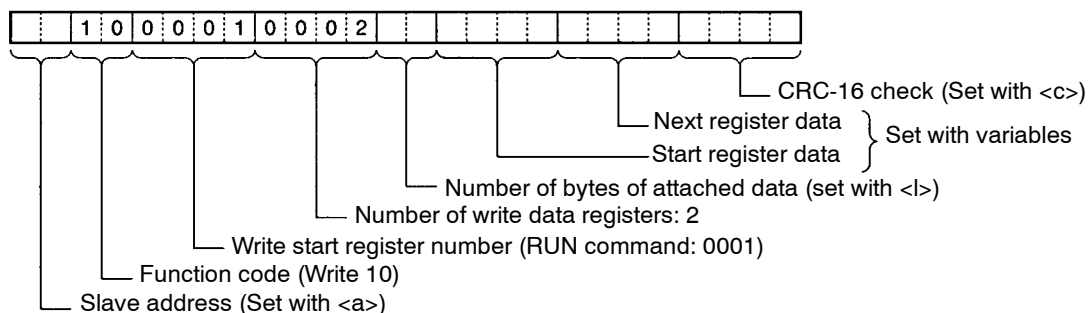 1 0 0 0 0 1 0 0 0 2
CRC-16 check (Set with <c>)
Next register data
Set with variables
Start register data
Number of bytes of attached data (set with <l>)
Number of write data registers: 2
Write start register number (RUN command: 0001)
Function code (Write 10)
Slave address (Set with <a>)